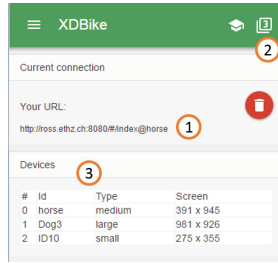 XDBike
3
2
Current connection
Your URL:
http://ross.ethz.ch:8080/#/index@horse 1
Devices 3
# Id Type Screen
0 horse medium 391 x 945
1 Dog3 large 981 x 926
2 ID10 small 275 x 355